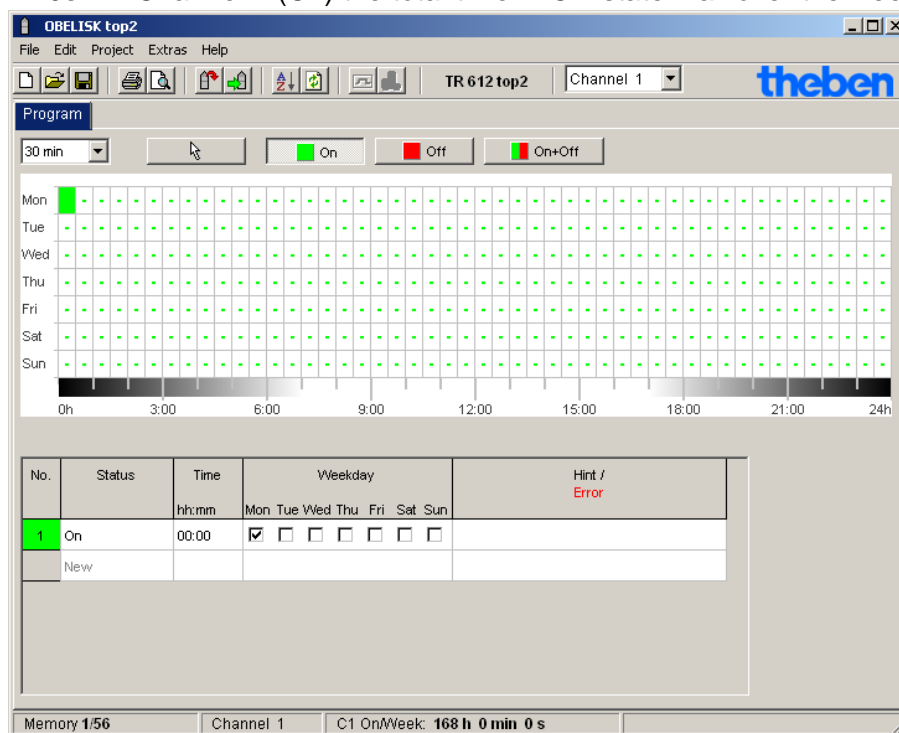 OBELISK top2
File Edit Project Extras Help
TR 612 top2 Channel 1 theben
Program
30 min On Off On+Off
Mon
Tue
Wed
Thu
Fri
Sat
Sun
0h 3:00 6:00 9:00 12:00 15:00 18:00 21:00 24h
No. Status Time Weekday Hint /
Error
hh:mm Mon Tue Wed Thu Fri Sat Sun
1 On 00:00
New
Memory 1/56 Channel 1 C1 On/Week: 168 h 0 min 0 s